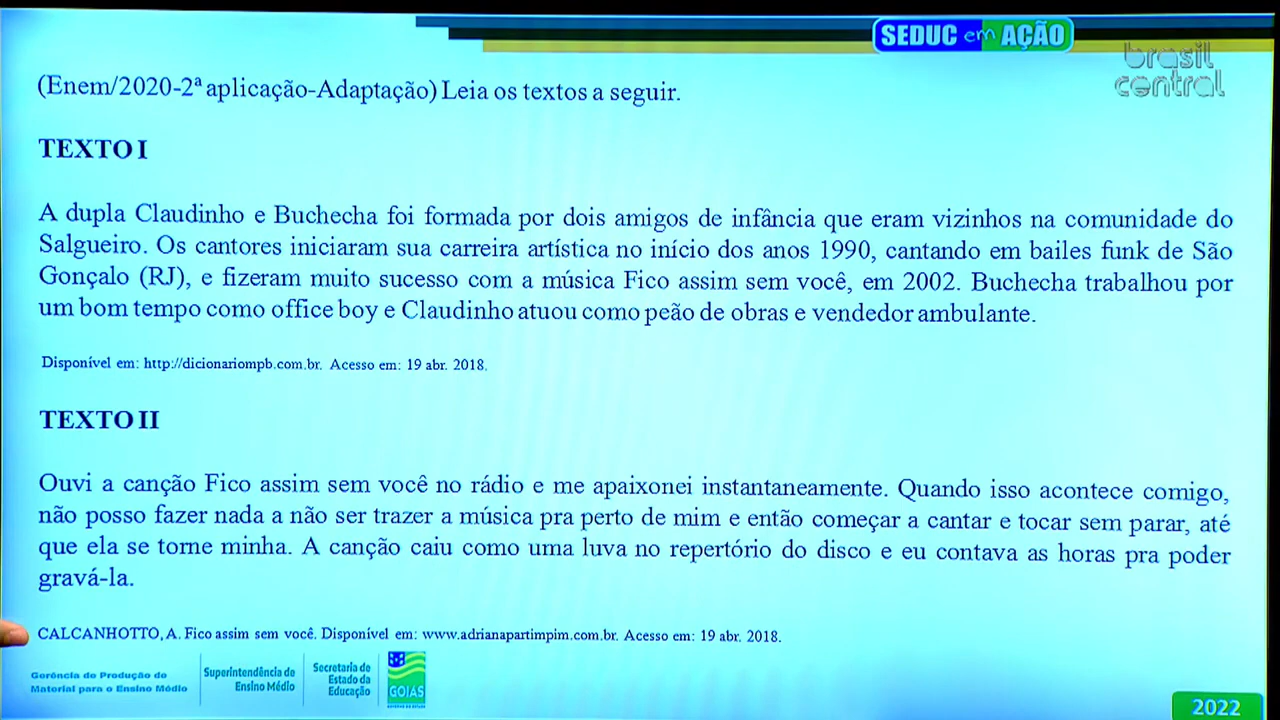 SEDUC em AÇÃO
brasil
central
(Enem/2020-2ª aplicação-Adaptação) Leia os textos a seguir.
TEXTO I
A dupla Claudinho e Buchecha foi formada por dois amigos de infância que eram vizinhos na comunidade do
Salgueiro. Os cantores iniciaram sua carreira artística no início dos anos 1990, cantando em bailes funk de São
Gonçalo (RJ), e fizeram muito sucesso com a música Fico assim sem você, em 2002. Buchecha trabalhou por
um bom tempo como office boy e Claudinho atuou como peão de obras e vendedor ambulante.
Disponível em: http://dicionariompb.com.br. Acesso em: 19 abr. 2018.
TEXTO II
Ouvi a canção Fico assim sem você no rádio e me apaixonei instantaneamente. Quando isso acontece comigo,
não posso fazer nada a não ser trazer a música pra perto de mim e então começar a cantar e tocar sem parar, até
que ela se torne minha. A canção caiu como uma luva no repertório do disco e eu contava as horas pra poder
gravá-la.
CALCANHOTTO, A. Fico assim sem você. Disponível em: www.adrianapartimpim.com.br. Acesso em: 19 abr. 2018.
Gerência de Produção de
Material para o Ensino Médio
Superintendência de
Ensino Médio
Secretaria de
Estado da
Educação
GOIÁS
2022